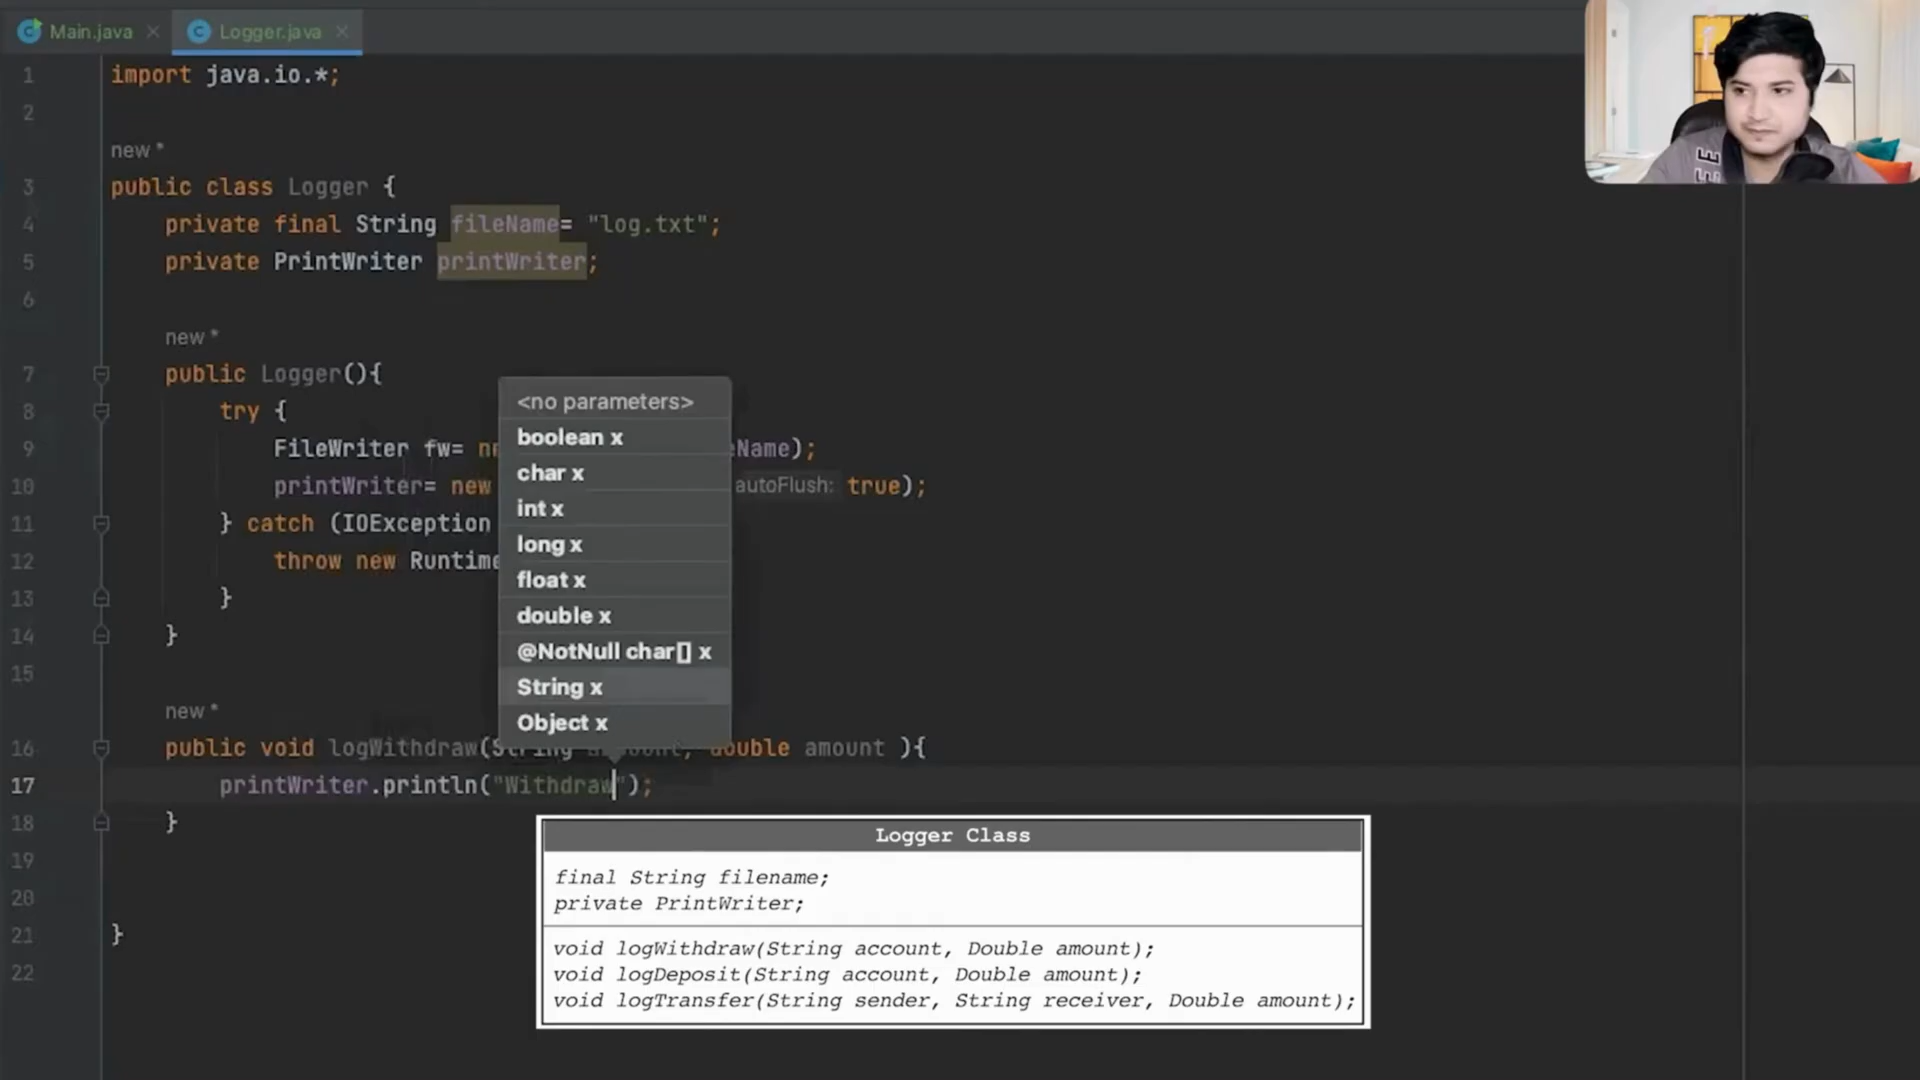 Main.java
Logger.java
1 import java.io.*;
2
new *
3 public class Logger {
4 private final String fileName= "log.txt";
5 private PrintWriter printWriter;
6
new *
7 public Logger(){
8 try {
9 FileWriter fw= eName);
10 printWriter= new autoFlush: true);
11 } catch (IOException
12 throw new Runtime
13 }
14 }
15
new *
16 public void logWithdraw(String double amount ){
17 printWriter.println("Withdraw");
18 }
19
20
21 }
22
<no parameters>
boolean x
char x
int x
long x
float x
double x
@NotNull char[] x
String x
Object x
Logger Class
final String filename;
private PrintWriter;
void logWithdraw(String account, Double amount);
void logDeposit(String account, Double amount);
void logTransfer(String sender, String receiver, Double amount);